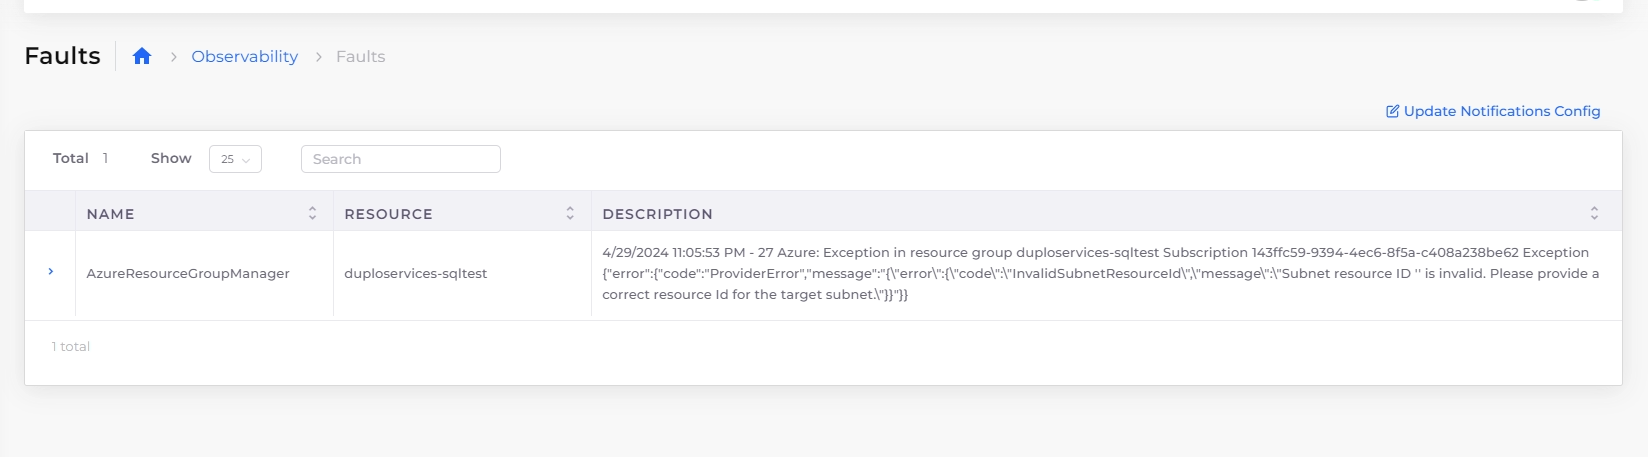 Faults
Observability
Faults
Update Notifications Config
Total 1 Show 25 Search
NAME RESOURCE DESCRIPTION
AzureResourceGroupManager
duploservices-sqltest
4/29/2024 11:05:53 PM - 27 Azure: Exception in resource group duploservices-sqltest Subscription 143ffc59-9394-4ec6-8f5a-c408a238be62 Exception
{"error":{"code":"ProviderError","message":"{\"error\":{\"code\":\"InvalidSubnetResourceId\",\"message\":\"Subnet resource ID '' is invalid. Please provide a
correct resource Id for the target subnet.\"}}"}}
1 total